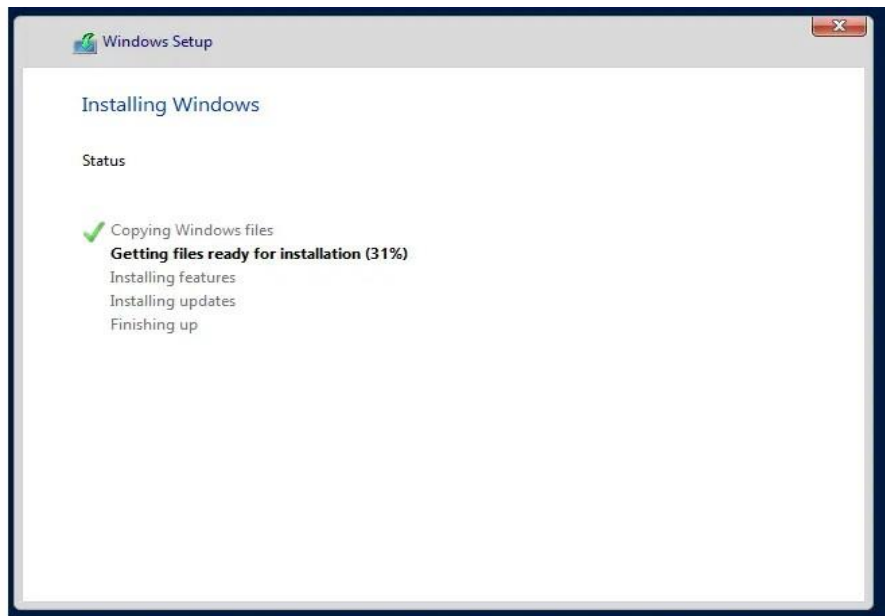 Windows Setup
Installing Windows
Status
Copying Windows files
Getting files ready for installation (31%)
Installing features
Installing updates
Finishing up